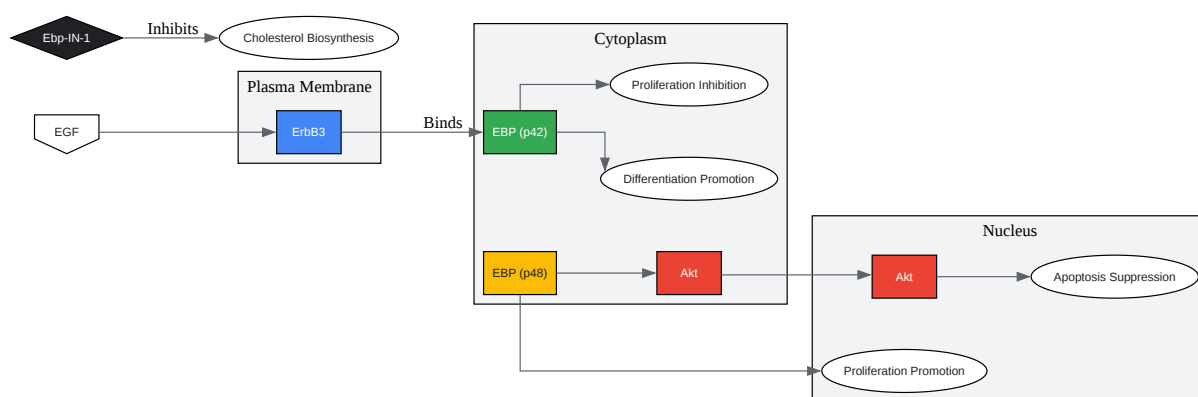 Ebp-IN-1
Inhibits
Cholesterol Biosynthesis
Cytoplasm
Plasma Membrane
Proliferation Inhibition
EGF
ErbB3
Binds
EBP (p42)
Differentiation Promotion
Nucleus
EBP (p48)
Akt
Akt
Apoptosis Suppression
Proliferation Promotion